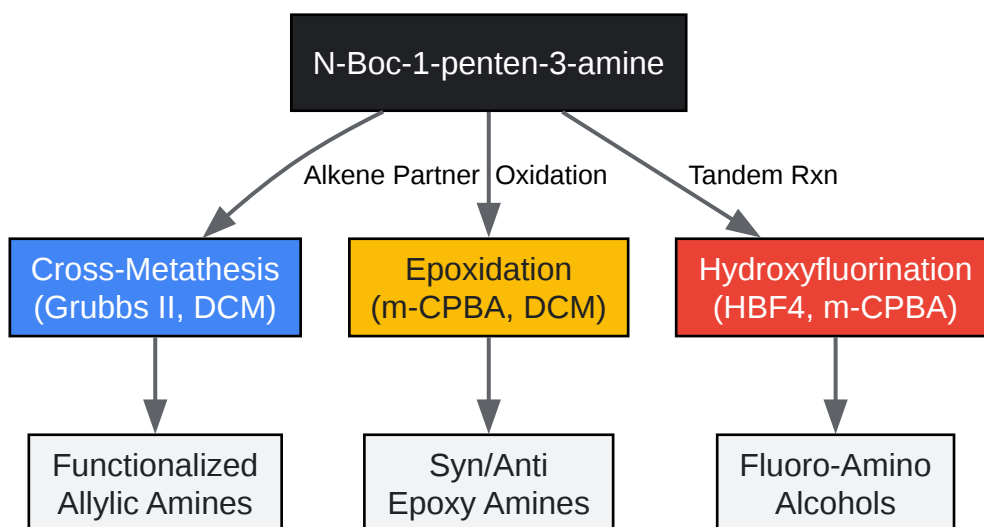 N-Boc-1-penten-3-amine
Alkene Partner
Oxidation
Tandem Rxn
Cross-Metathesis
(Grubbs II, DCM)
Epoxidation
(m-CPBA, DCM)
Hydroxyfluorination
(HBF4, m-CPBA)
Functionalized
Allylic Amines
Syn/Anti
Epoxy Amines
Fluoro-Amino
Alcohols